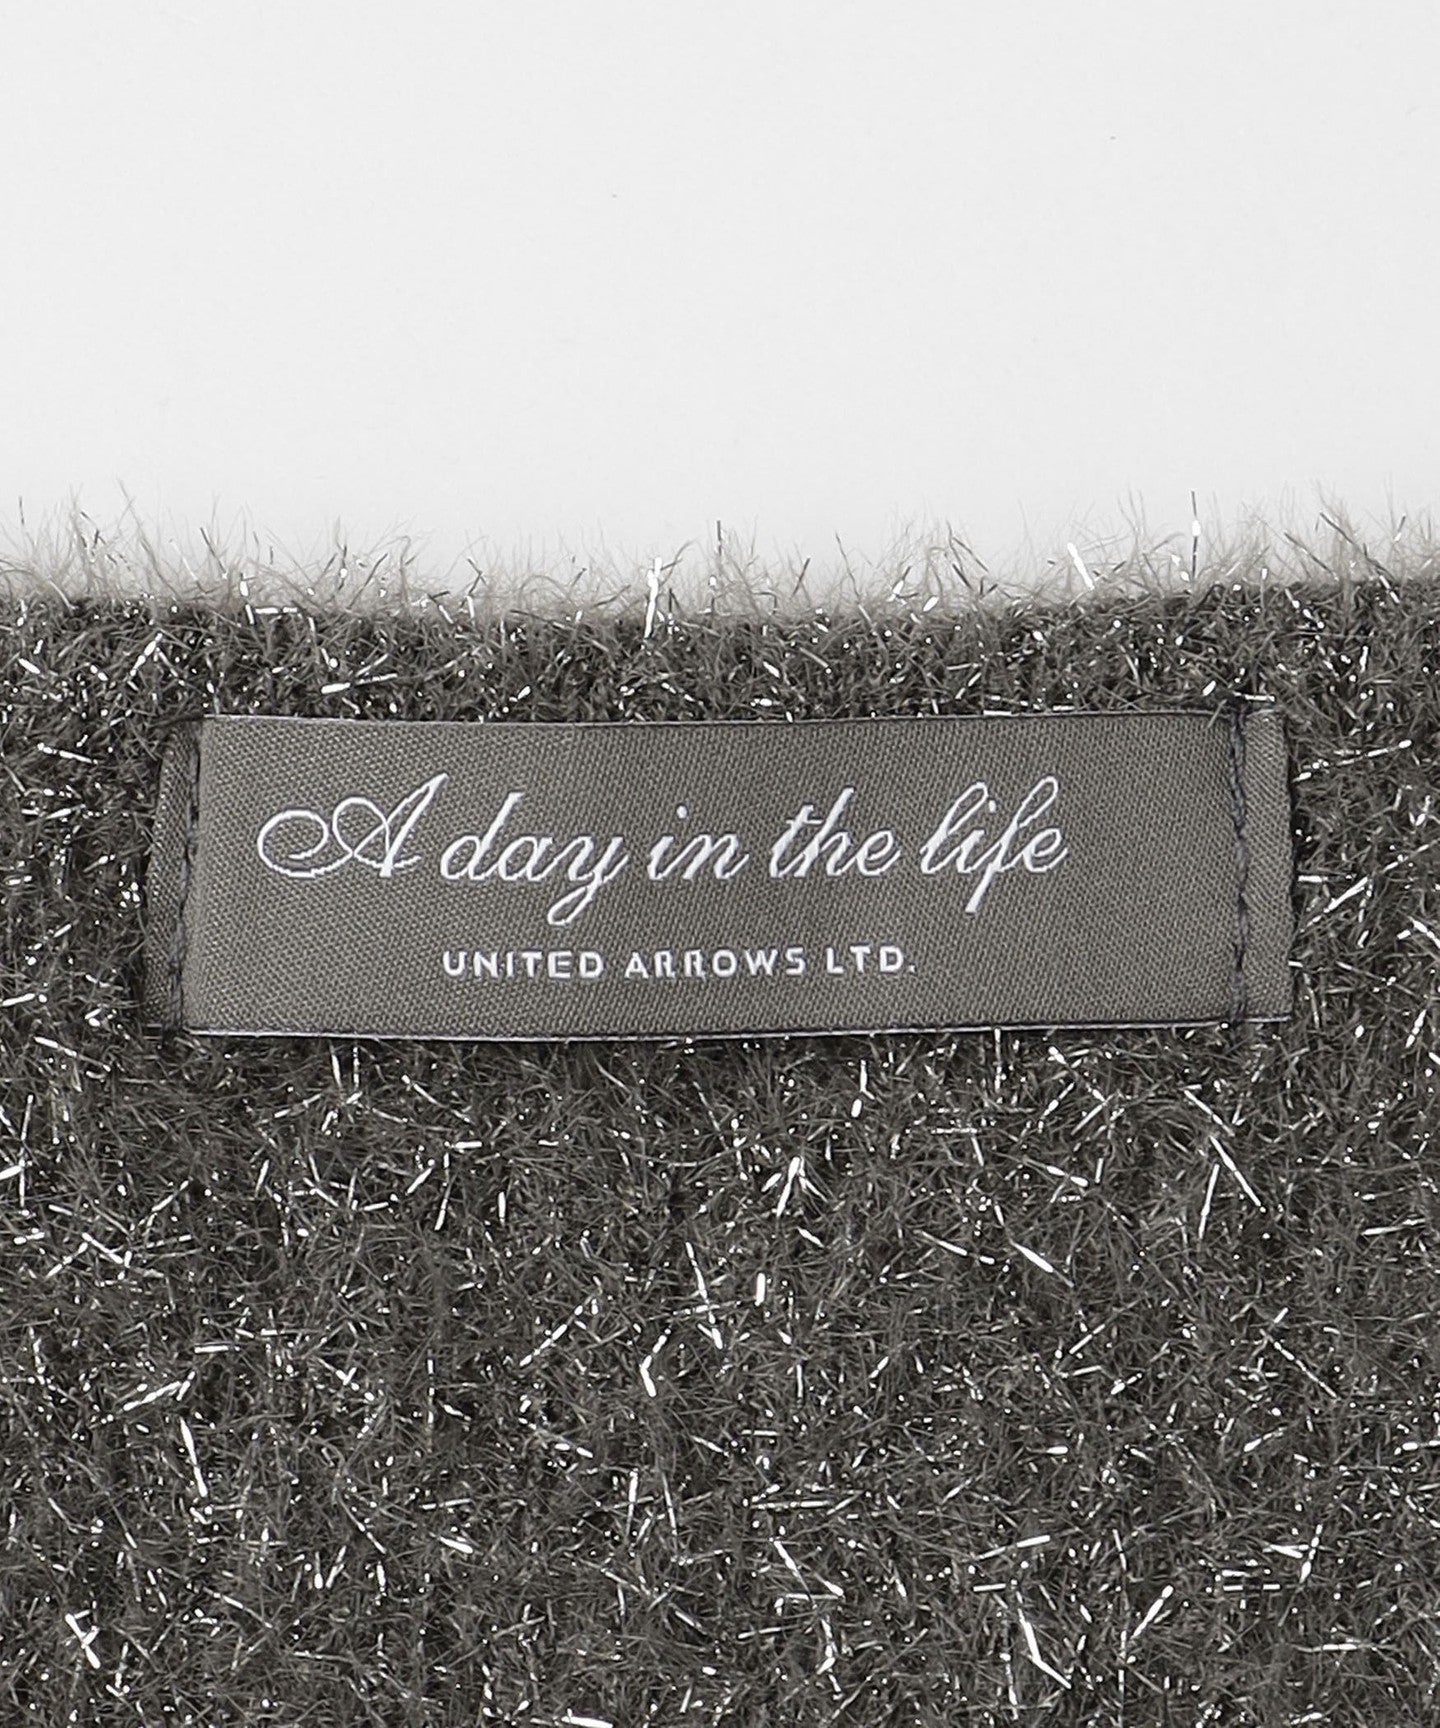 A day in the life
UNITED ARROWS LTD.